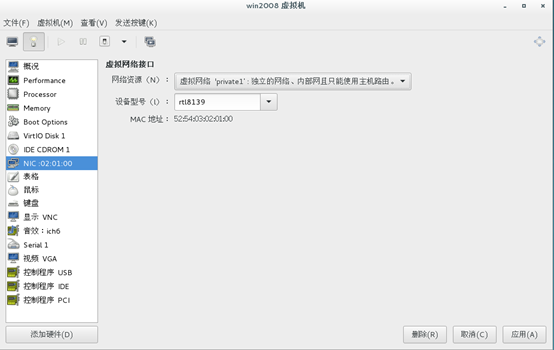 win2008 虚拟机
文件(F) 虚拟机(M) 查看(V) 发送按键(K)
概况
Performance
Processor
Memory
Boot Options
VirtIO Disk 1
IDE CDROM 1
NIC :02:01:00
表格
鼠标
键盘
显示 VNC
音效：ich6
Serial 1
视频 VGA
控制程序 USB
控制程序 IDE
控制程序 PCI
添加硬件(D)
虚拟网络接口
网络资源（N）： 虚拟网络 'private1' : 独立的网络、内部网且只能使用主机路由。
设备型号（I）： rtl8139
MAC 地址： 52:54:03:02:01:00
删除(R) 取消(C) 应用(A)